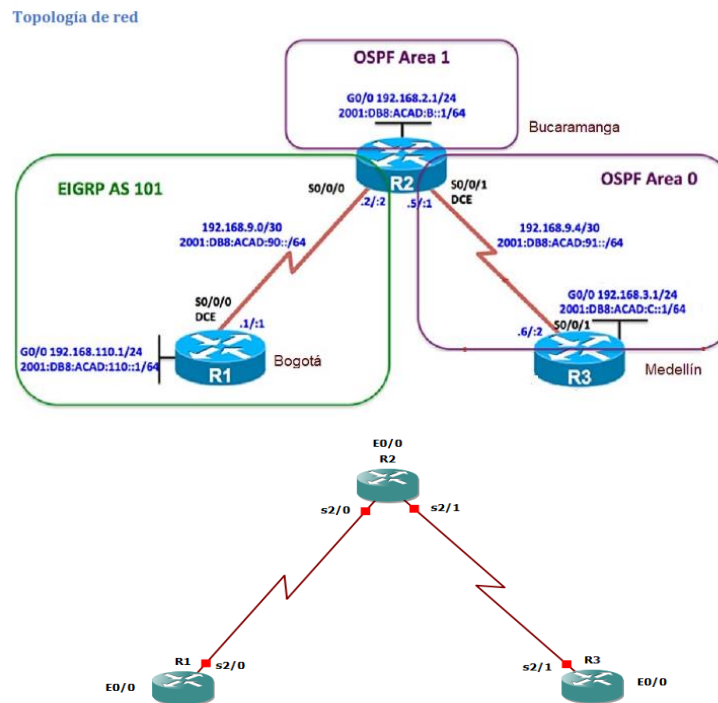 Topología de red
OSPF Area 1
G0/0 192.168.2.1/24
2001:DB8:ACAD:B::1/64
Bucaramanga
EIGRP AS 101
S0/0/0
R2
S0/0/1
DCE
OSPF Area 0
.2/:2
.5/:1
192.168.9.0/30
2001:DB8:ACAD:90::/64
192.168.9.4/30
2001:DB8:ACAD:91::/64
S0/0/0
DCE
.1/:1
G0/0 192.168.3.1/24
2001:DB8:ACAD:C::1/64
.6/:2
S0/0/1
G0/0 192.168.110.1/24
2001:DB8:ACAD:110::1/64
R1
Bogotá
R3
Medellín
E0/0
R2
s2/0
s2/1
R1
s2/0
E0/0
s2/1
R3
E0/0